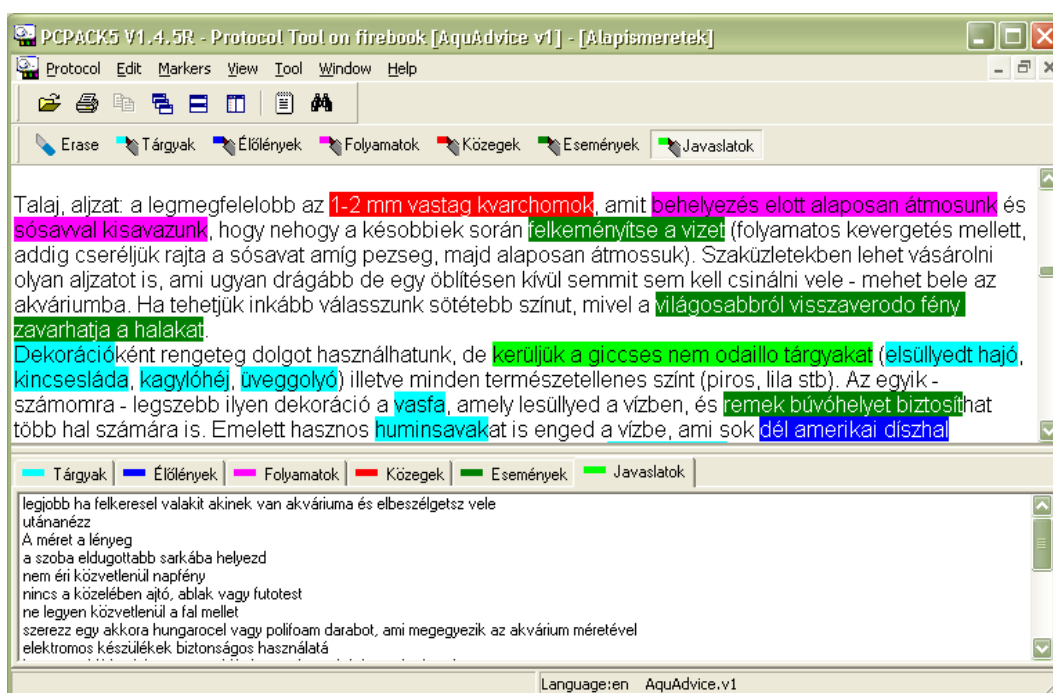 PCPACK5 V1.4.5R - Protocol Tool on firebook [AquAdvice v1] - [Alapismeretek]
Protocol Edit Markers View Tool Window Help
Erase Tárgyak Élőlények Folyamatok Közegek Események Javaslatok
Talaj, aljzat: a legmegfelelobb az 1-2 mm vastag kvarchomok, amit behelyezés elott alaposan átmosunk és
sósavval kisavazunk, hogy nehogy a késobbiek során felkeményítse a vizet (folyamatos kevergetés mellett,
addig cseréljük rajta a sósavat amíg pezseg, majd alaposan átmossuk). Szaküzletekben lehet vásárolni
olyan aljzatot is, ami ugyan drágább de egy öblítésen kívül semmit sem kell csinálni vele - mehet bele az
akváriumba. Ha tehetjük inkább válasszunk sötétebb színut, mivel a világosabbról visszaverodo fény
zavarhatja a halakat.
Dekorációként rengeteg dolgot használhatunk, de kerüljük a giccses nem odaillo tárgyakat (elsüllyedt hajó,
kincsesláda, kagylóhéj, üveggolyó) illetve minden természetellenes színt (piros, lila stb). Az egyik -
számomra - legszebb ilyen dekoráció a vasfa, amely lesüllyed a vízben, és remek búvóhelyet biztosíthat
több hal számára is. Emelett hasznos huminsavakat is enged a vízbe, ami sok dél amerikai díszhal
Tárgyak Élőlények Folyamatok Közegek Események Javaslatok
legjobb ha felkeresel valakit akinek van akváriuma és elbeszélgetsz vele
utánanézz
A méret a lényeg
a szoba eldugottabb sarkába helyezd
nem éri közvetlenül napfény
nincs a közelében ajtó, ablak vagy futotest
ne legyen közvetlenül a fal mellet
szerezz egy akkora hungarocel vagy polifoam darabot, ami megegyezik az akvárium méretével
elektromos készülékek biztonságos használatá
Language:en AquAdvice.v1